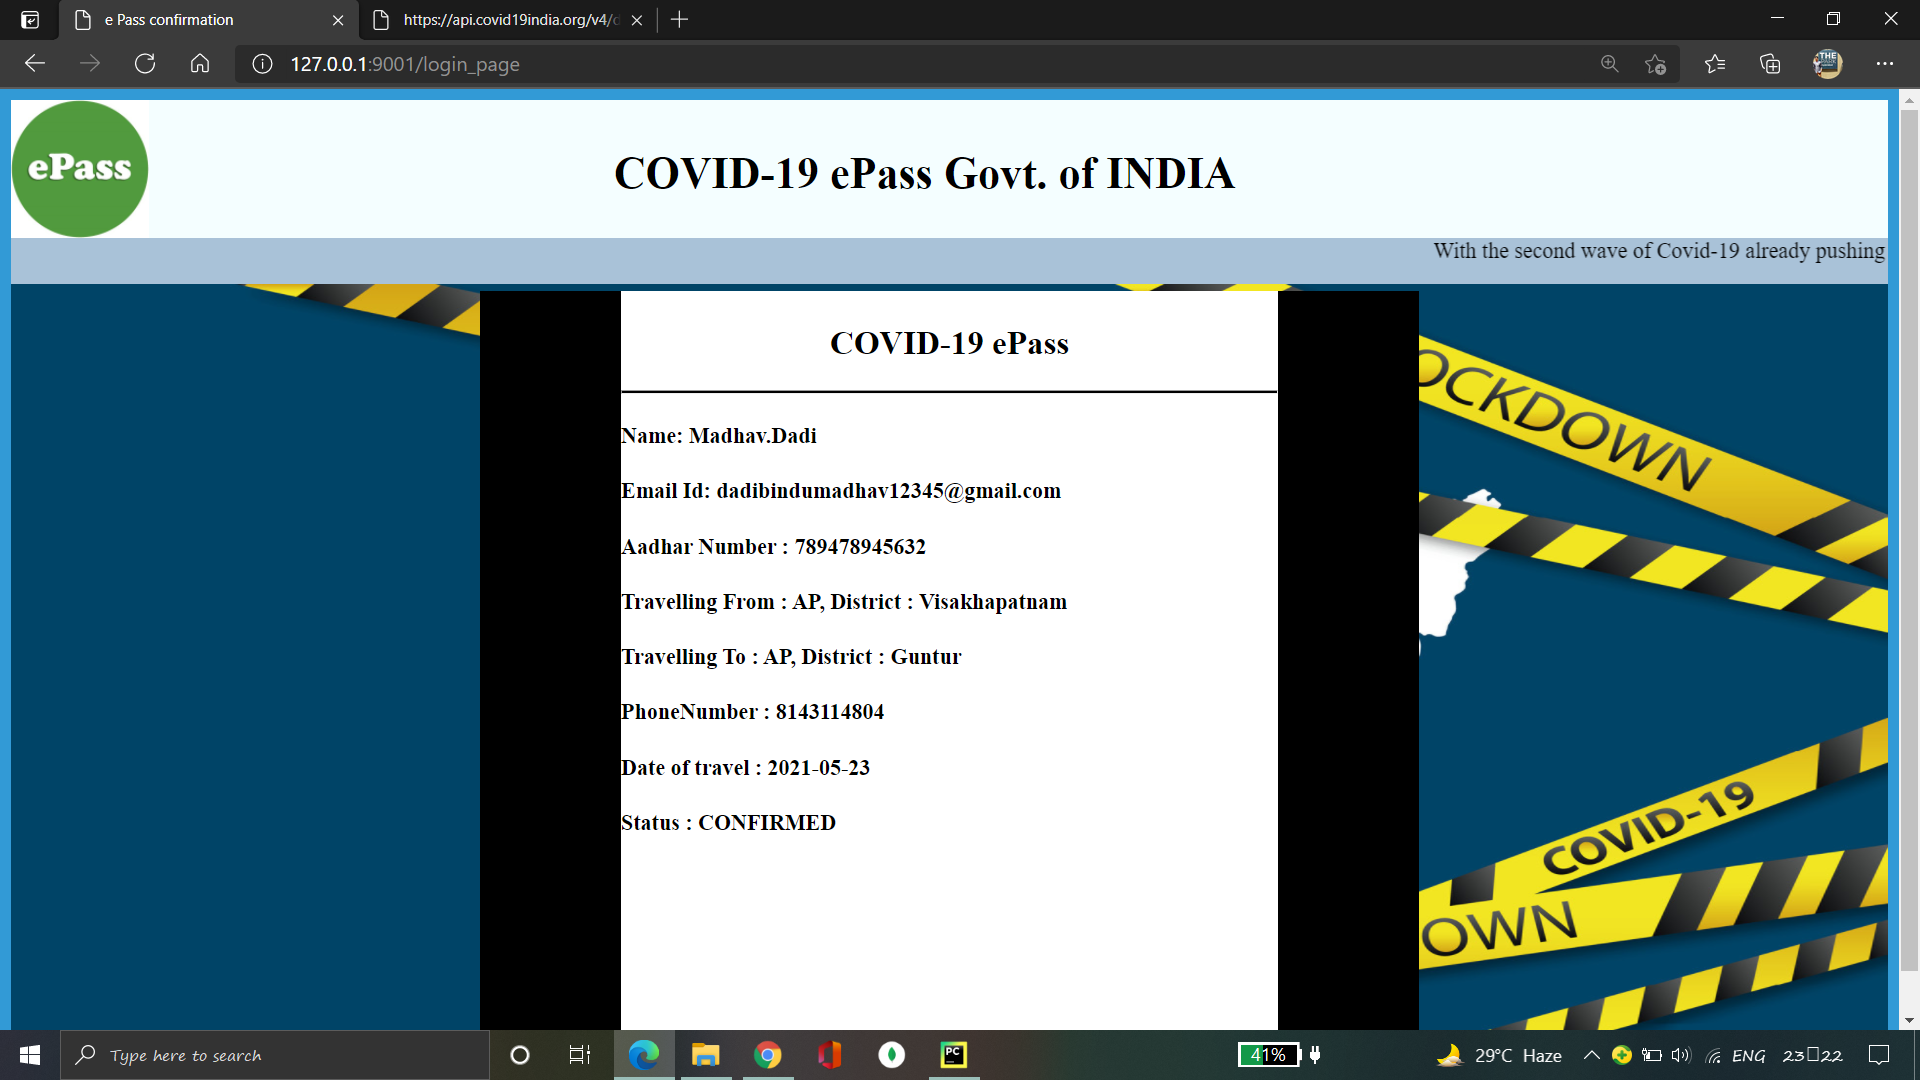 e Pass confirmation
https://api.covid19india.org/v4/d
127.0.0.1:9001/login_page
ePass
COVID-19 ePass Govt. of INDIA
With the second wave of Covid-19 already pushing
COVID-19 ePass
Name: Madhav.Dadi
Email Id: dadibindumadhav12345@gmail.com
Aadhar Number : 789478945632
Travelling From : AP, District : Visakhapatnam
Travelling To : AP, District : Guntur
PhoneNumber : 8143114804
Date of travel : 2021-05-23
Status : CONFIRMED
OCKDOWN
COVID-19
OWN
Type here to search
PC
41%
29°C Haze
ENG
23▯22